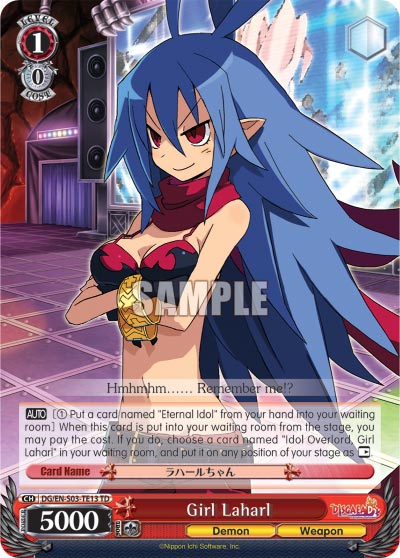 LEVEL
1
0
COST
SAMPLE
Hmhmhm…… Remember me!?
AUTO [① Put a card named "Eternal Idol" from your hand into your waiting
room] When this card is put into your waiting room from the stage, you
may pay the cost. If you do, choose a card named "Idol Overlord, Girl
Laharl" in your waiting room, and put it on any position of your stage as
Card Name ラハールちゃん
CH DG/EN-S03-TE13 TD
5000
Girl Laharl
DISGAEA D2
Demon Weapon
©Nippon Ichi Software, Inc.